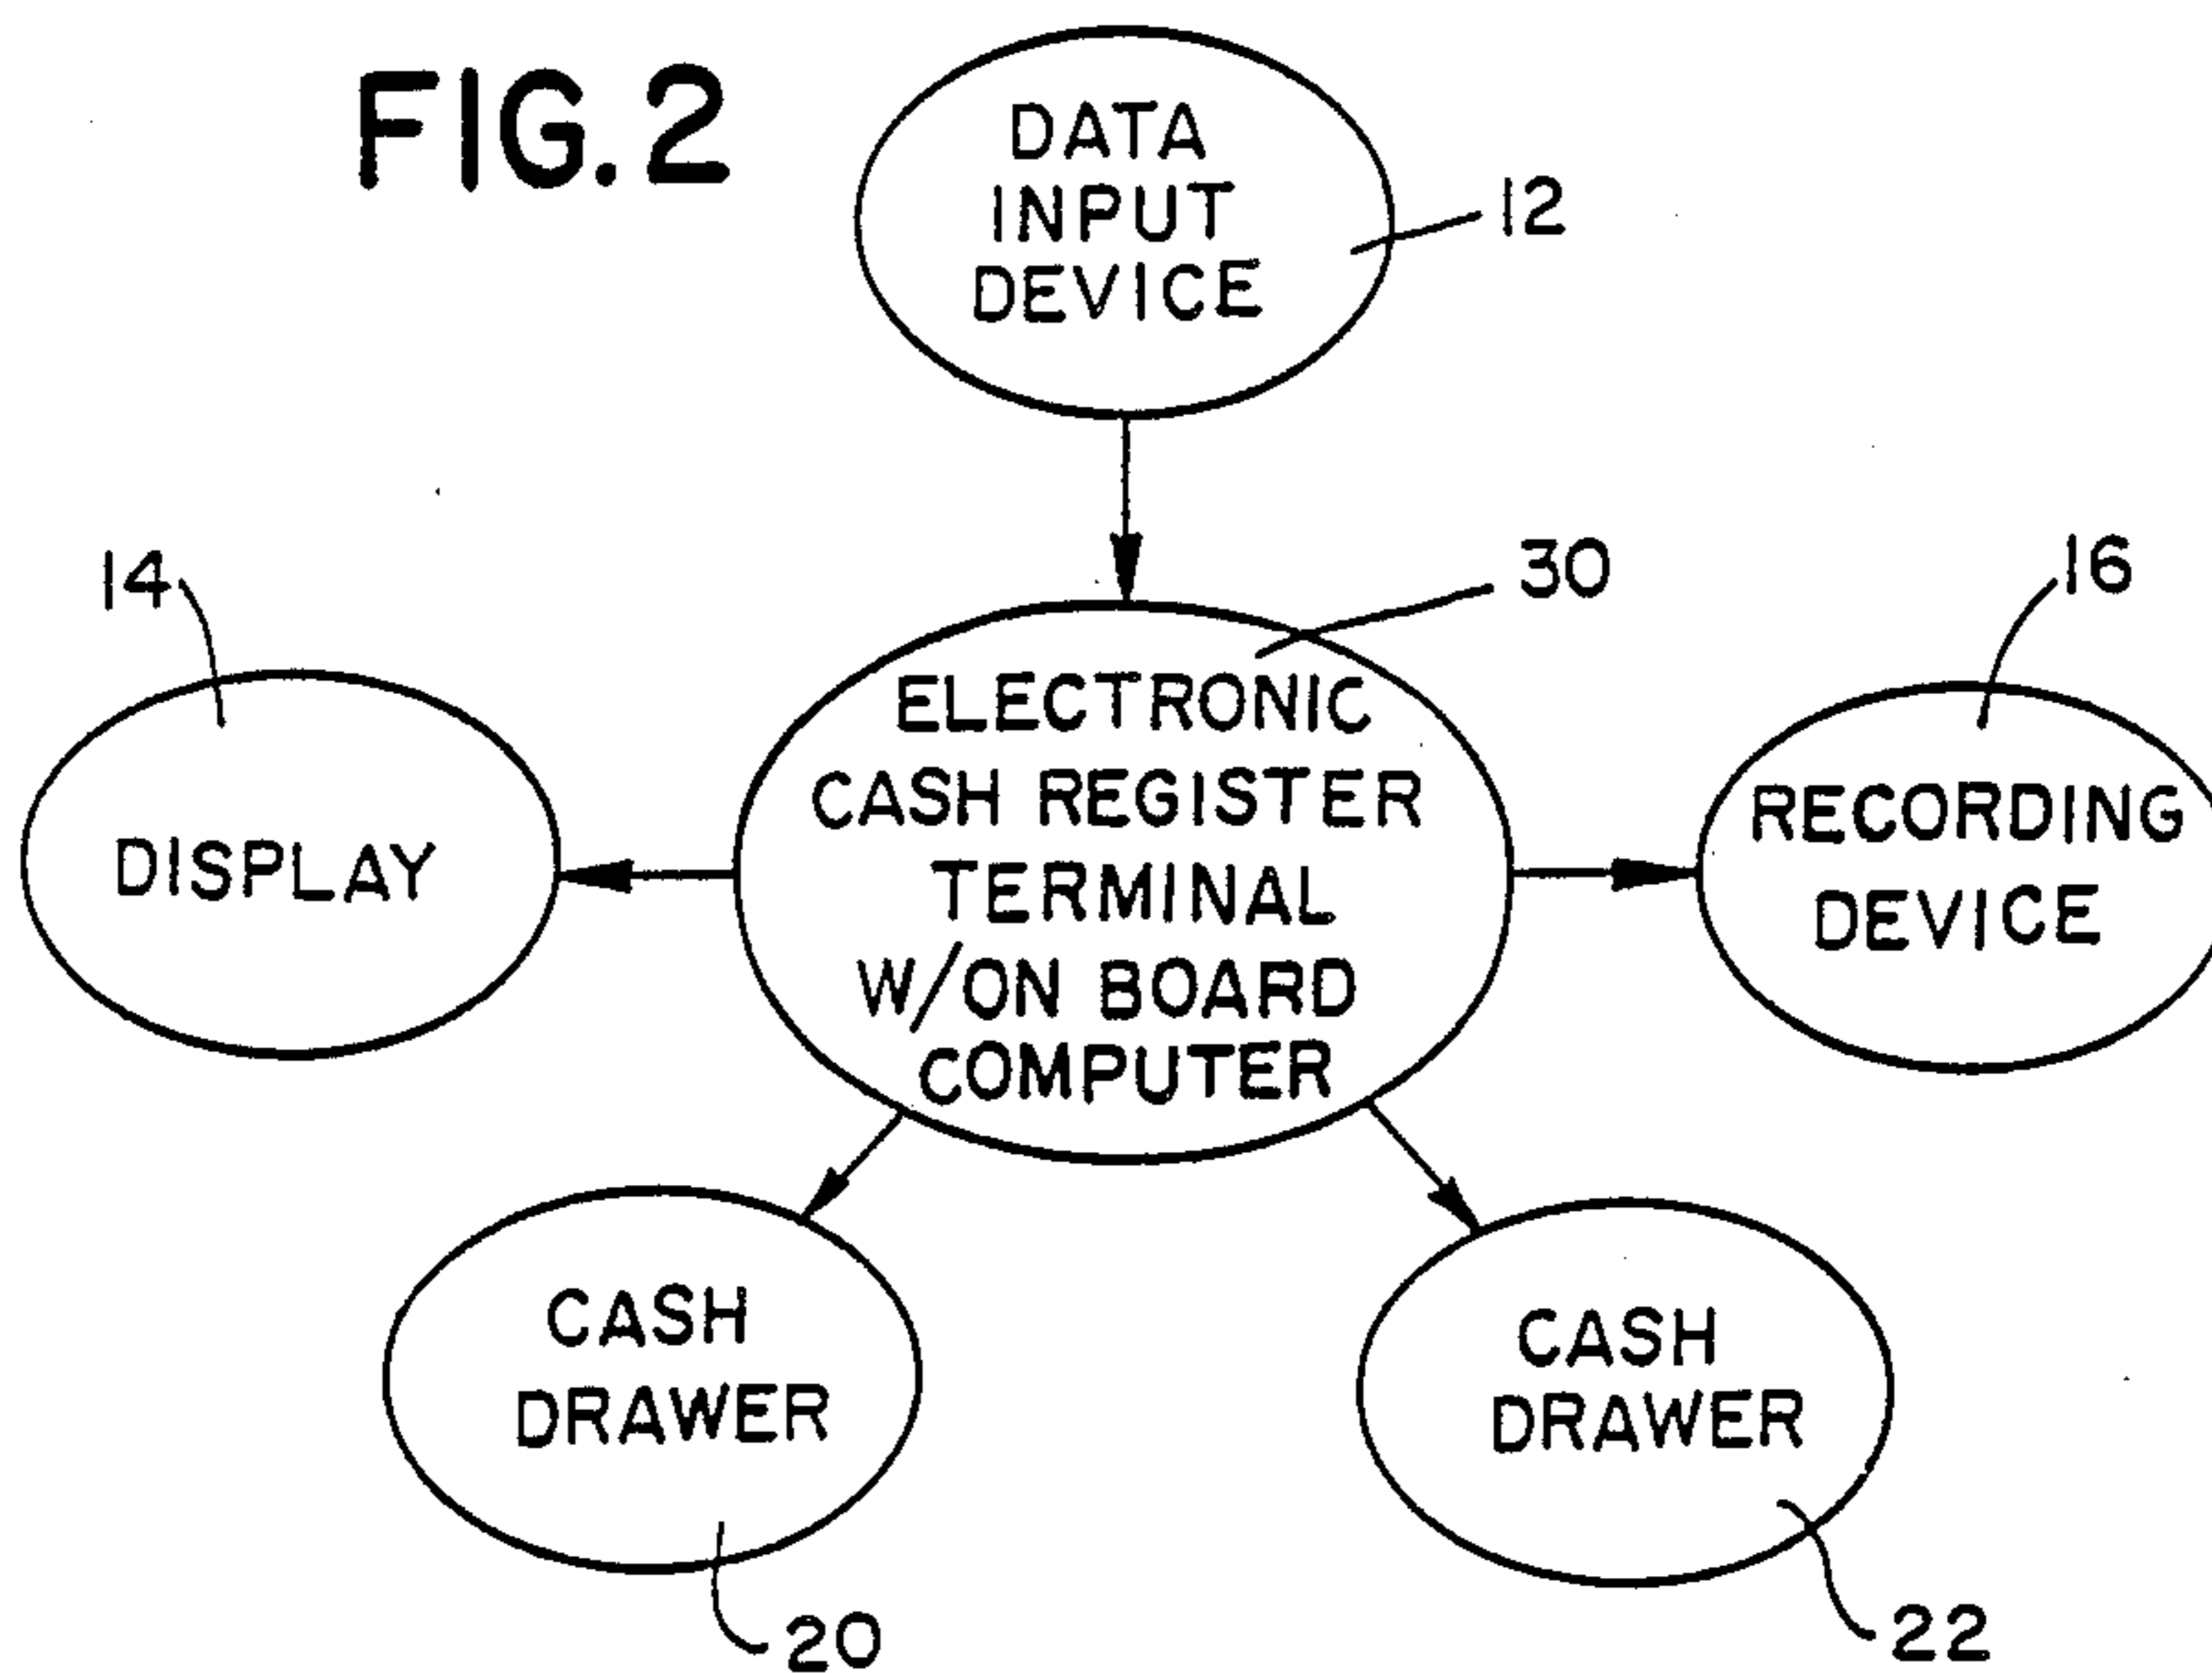 FIG.2
DATA
INPUT
DEVICE
12
14
30
16
ELECTRONIC
CASH REGISTER
TERMINAL
W/ON BOARD
COMPUTER
DISPLAY
RECORDING
DEVICE
CASH
DRAWER
20
CASH
DRAWER
22